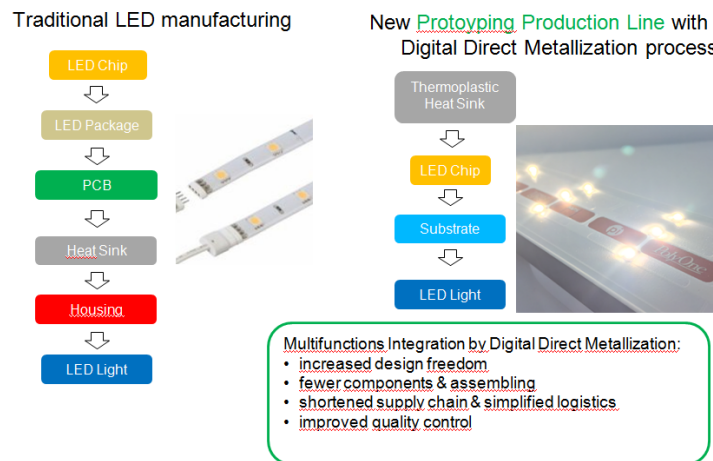 Traditional LED manufacturing
LED Chip
LED Package
PCB
Heat Sink
Housing
LED Light
New Protoyping Production Line with
Digital Direct Metallization process
Thermoplastic
Heat Sink
LED Chip
Substrate
LED Light
PolyOne
Multifunctions Integration by Digital Direct Metallization:
• increased design freedom
• fewer components & assembling
• shortened supply chain & simplified logistics
• improved quality control